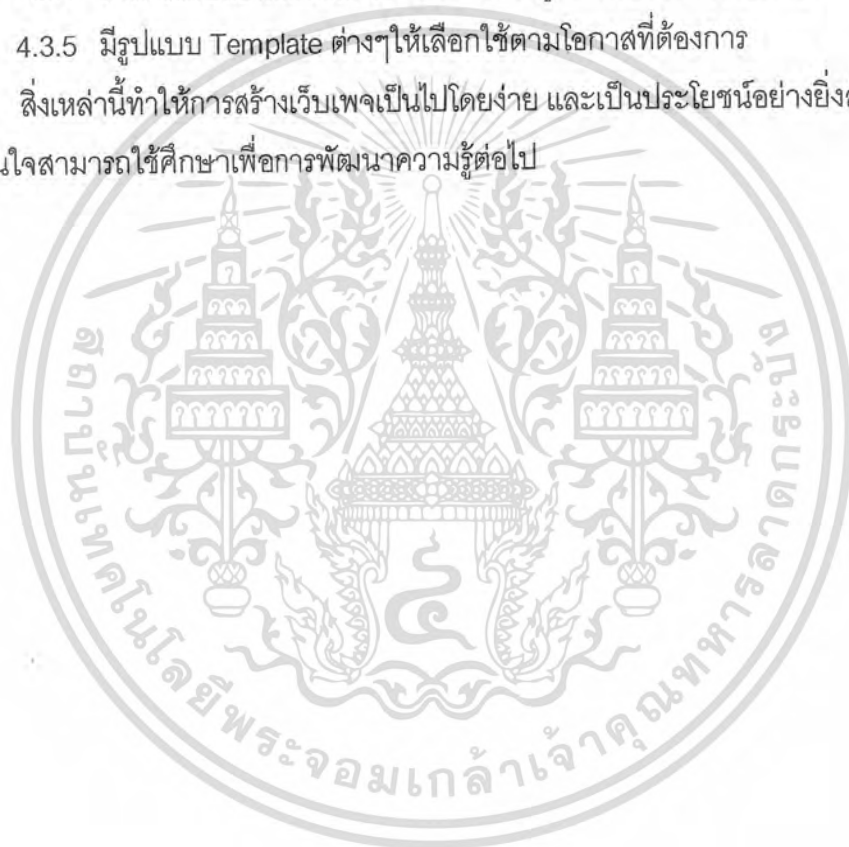 4.3.5 มีรูปแบบ Template ต่างๆให้เลือกใช้ตามโอกาสที่ต้องการ
สิ่งเหล่านี้ทำให้การสร้างเว็บเพจเป็นไปโดยง่าย และเป็นประโยชน์อย่างยิ่ง
นใจสามารถใช้ศึกษาเพื่อการพัฒนาความรู้ต่อไป
สถาบันเทคโนโลยีพระจอมเกล้าเจ้าคุณทหารลาดกระบัง